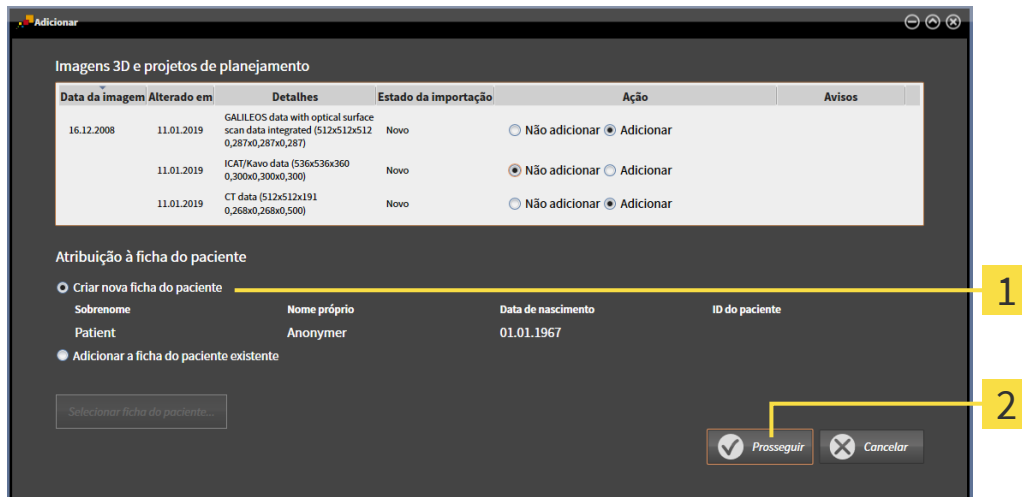 Adicionar
Imagens 3D e projetos de planejamento
Data da imagem Alterado em Detalhes Estado da importação Ação Avisos
GALILEOS data with optical surface
16.12.2008 11.01.2019 scan data integrated (512x512x512 Novo Não adicionar Adicionar
0,287x0,287x0,287)
11.01.2019 ICAT/Kavo data (536x536x360 Novo Não adicionar Adicionar
0,300x0,300x0,300)
11.01.2019 CT data (512x512x191 Novo Não adicionar Adicionar
0,268x0,268x0,500)
Atribuição à ficha do paciente
Criar nova ficha do paciente
1
Sobrenome Nome próprio Data de nascimento ID do paciente
Patient Anonymer 01.01.1967
Adicionar a ficha do paciente existente
Selecionar ficha do paciente...
2
Prosseguir Cancelar